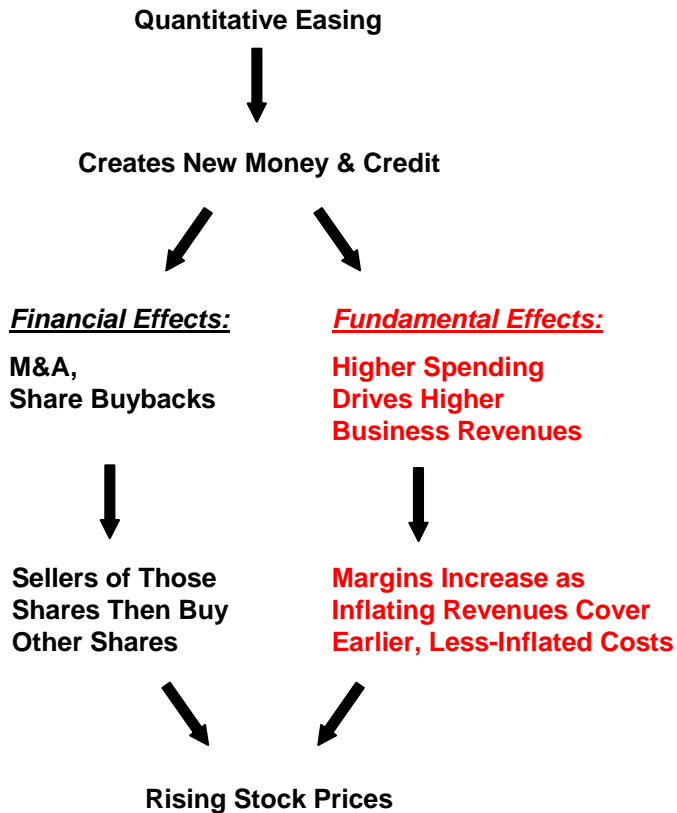 Quantitative Easing
Creates New Money & Credit
Financial Effects:
M&A,
Share Buybacks
Sellers of Those
Shares Then Buy
Other Shares
Fundamental Effects:
Higher Spending
Drives Higher
Business Revenues
Margins Increase as
Inflating Revenues Cover
Earlier, Less-Inflated Costs
Rising Stock Prices